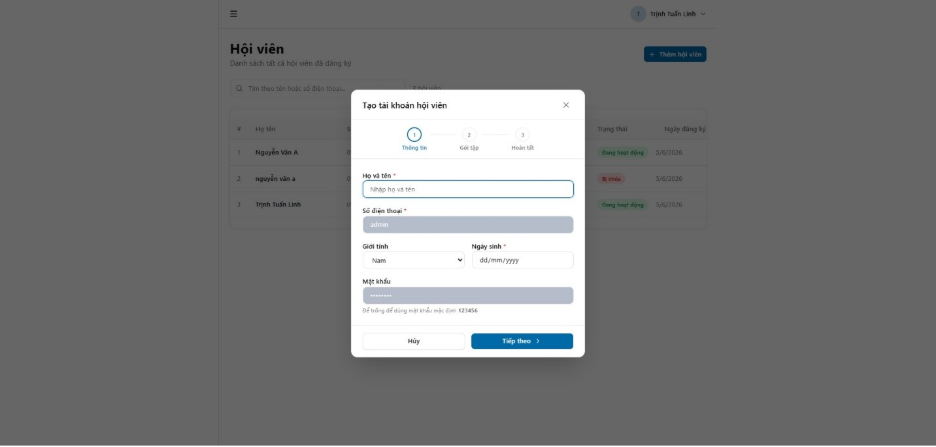 T Trịnh Tuấn Linh
Hội viên
Danh sách tất cả hội viên đã đăng ký
+ Thêm hội viên
Tìm theo tên hoặc số điện thoại...
hội viên
# Họ tên Trạng thái Ngày đăng ký
1 Nguyễn Văn A Đang hoạt động 5/6/2026
2 nguyễn văn a Bị khóa 5/6/2026
3 Trịnh Tuấn Linh Đang hoạt động 5/6/2026
Tạo tài khoản hội viên
1 2 3
Thông tin Gói tập Hoàn tất
Họ và tên *
Nhập họ và tên
Số điện thoại *
admin
Giới tính Ngày sinh *
Nam dd/mm/yyyy
Mật khẩu
Để trống để dùng mật khẩu mặc định 123456
Hủy Tiếp theo